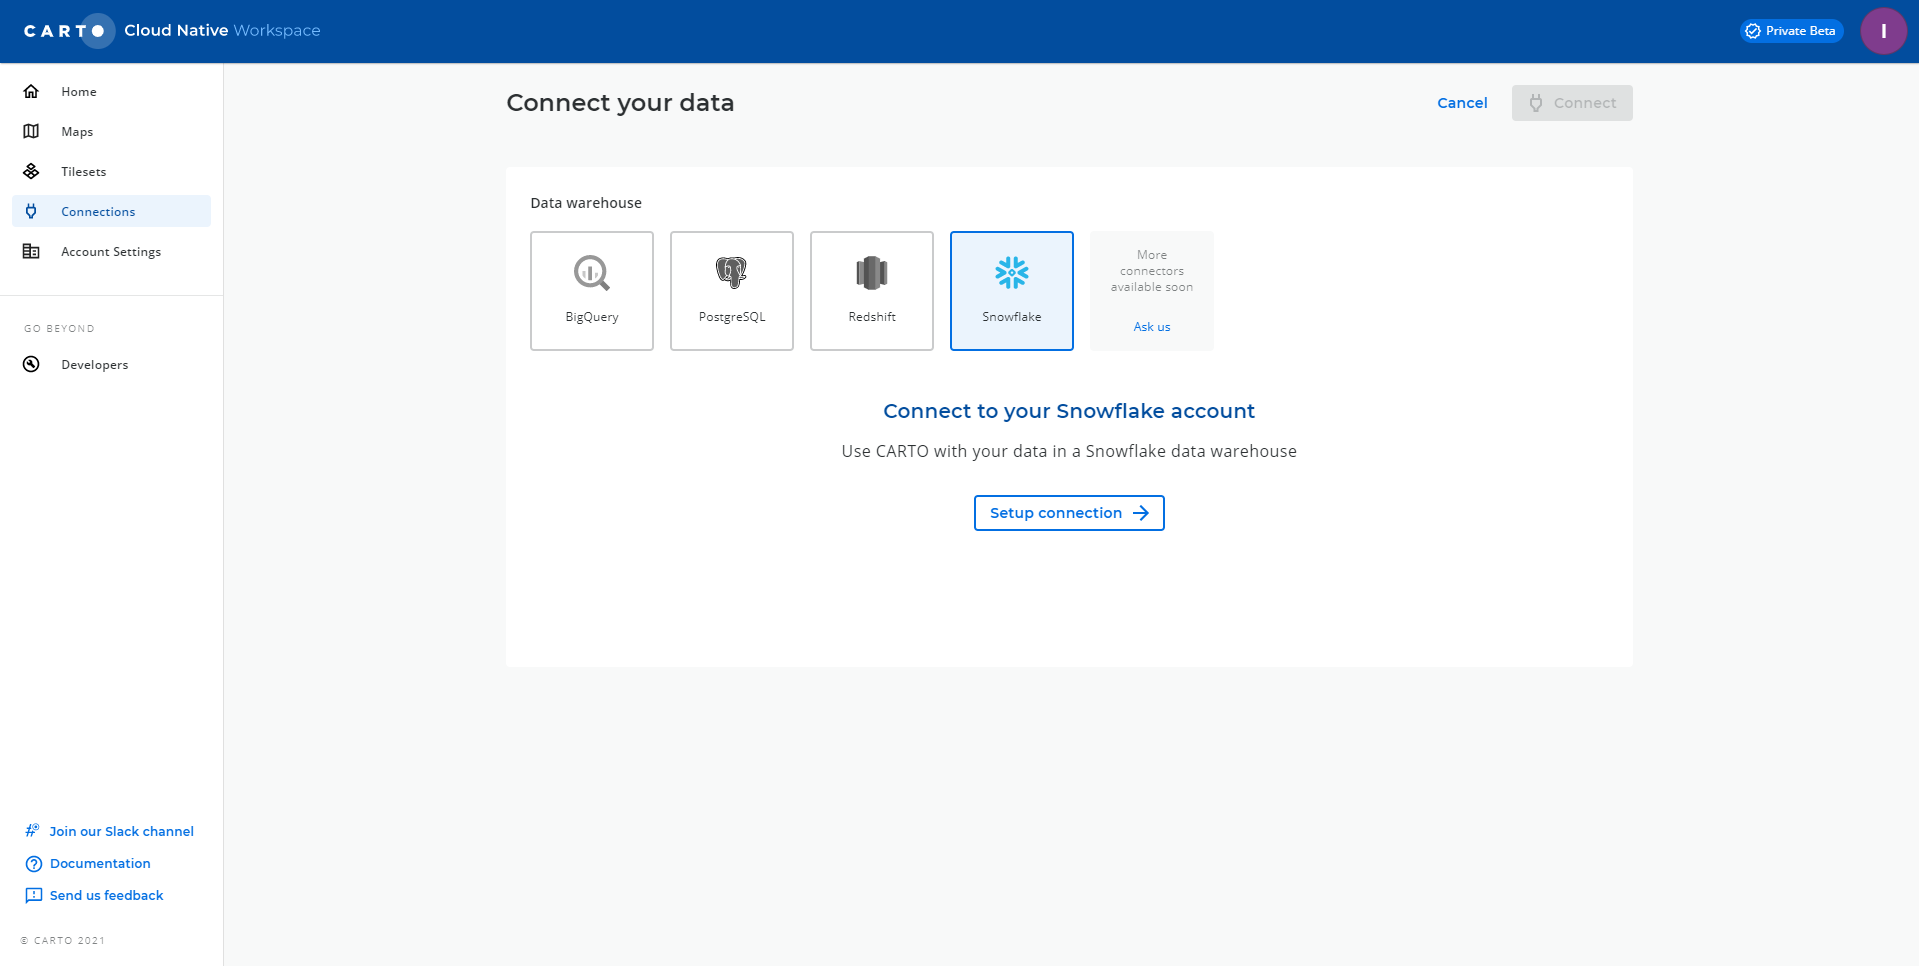 CARTO Cloud Native Workspace
Private Beta
I
Home
Maps
Tilesets
Connections
Account Settings
GO BEYOND
Developers
Join our Slack channel
Documentation
Send us feedback
© CARTO 2021
Connect your data
Cancel
Connect
Data warehouse
BigQuery
PostgreSQL
Redshift
Snowflake
More
connectors
available soon
Ask us
Connect to your Snowflake account
Use CARTO with your data in a Snowflake data warehouse
Setup connection